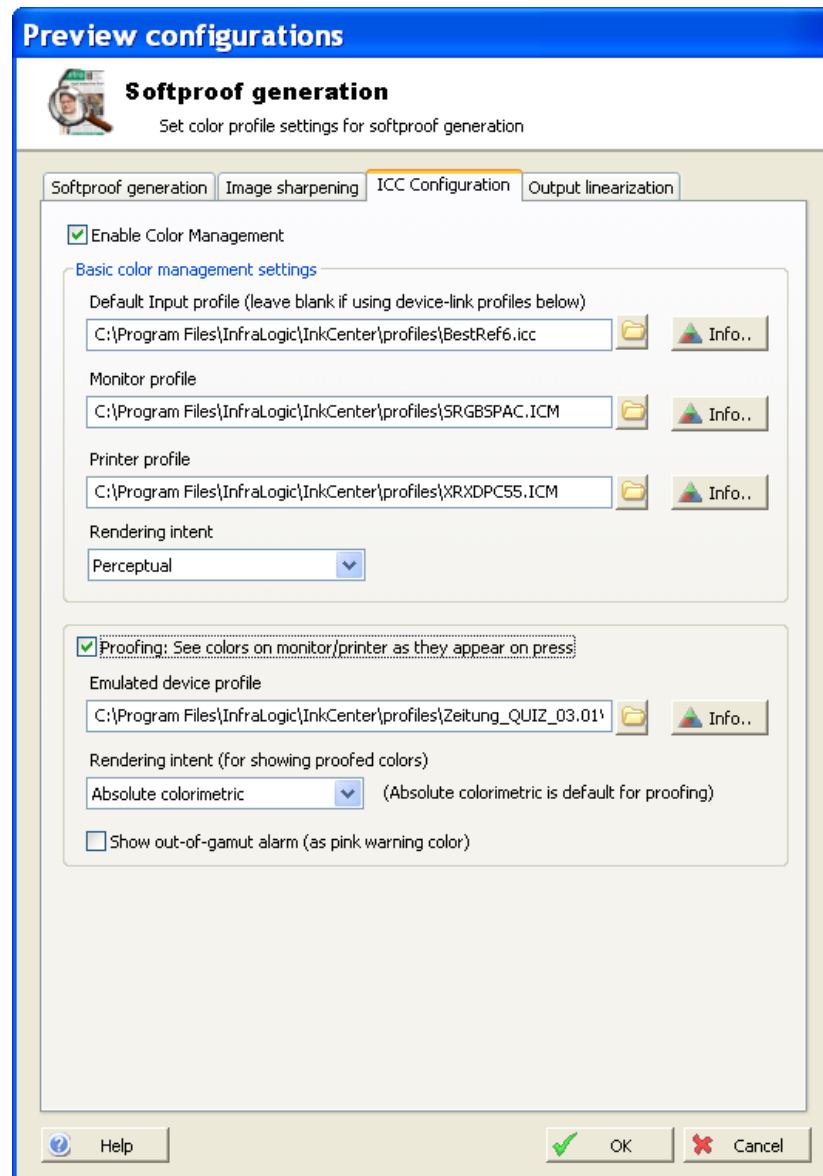 Preview configurations
Softproof generation
Set color profile settings for softproof generation
Softproof generation Image sharpening ICC Configuration Output linearization
Enable Color Management
Basic color management settings
Default Input profile (leave blank if using device-link profiles below)
C:\Program Files\InfraLogic\InkCenter\profiles\BestRef6.icc Info..
Monitor profile
C:\Program Files\InfraLogic\InkCenter\profiles\SRGBSPAC.ICM Info..
Printer profile
C:\Program Files\InfraLogic\InkCenter\profiles\XRXDPC55.ICM Info..
Rendering intent
Perceptual
Proofing: See colors on monitor/printer as they appear on press
Emulated device profile
C:\Program Files\InfraLogic\InkCenter\profiles\Zeitung_QUIZ_03.01\ Info..
Rendering intent (for showing proofed colors)
Absolute colorimetric (Absolute colorimetric is default for proofing)
Show out-of-gamut alarm (as pink warning color)
Help OK Cancel